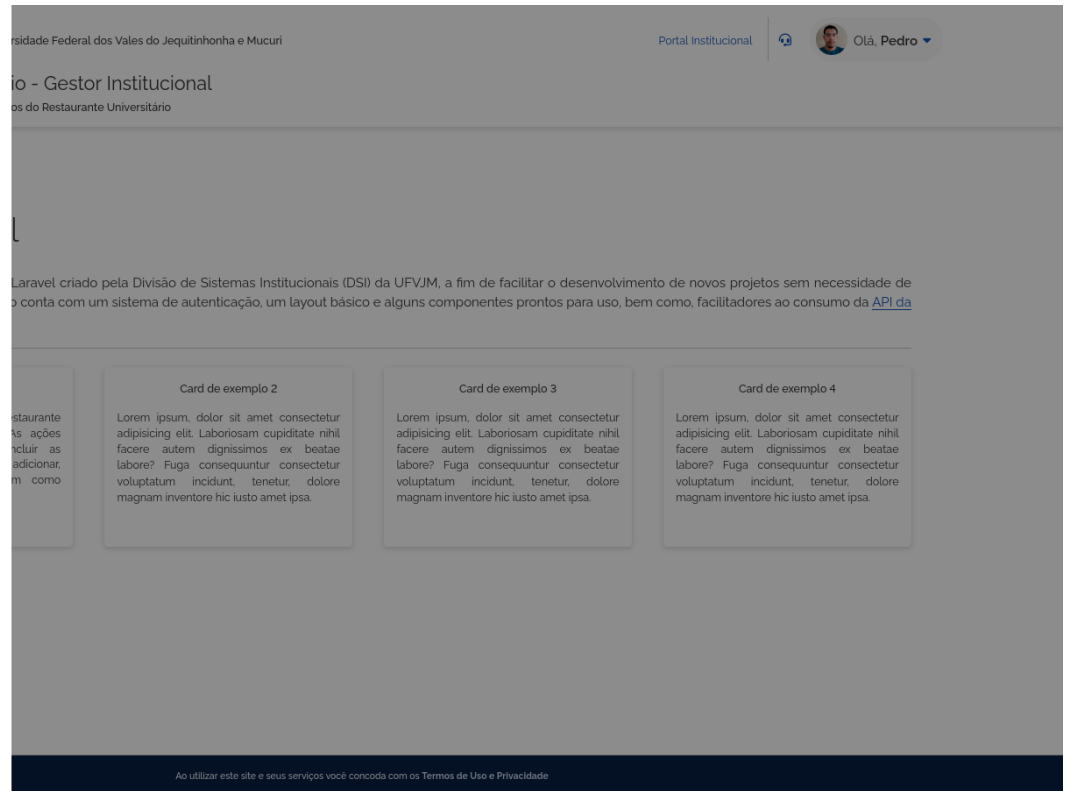 rsidade Federal dos Vales do Jequitinhonha e Mucuri
Portal Institucional
Olá, Pedro
io - Gestor Institucional
os do Restaurante Universitário
l
Laravel criado pela Divisão de Sistemas Institucionais (DSI) da UFVJM, a fim de facilitar o desenvolvimento de novos projetos sem necessidade de
o conta com um sistema de autenticação, um layout básico e alguns componentes prontos para uso, bem como, facilitadores ao consumo da API da
staurante
As ações
ncluir as
adicionar,
m como
Card de exemplo 2
Lorem ipsum, dolor sit amet consectetur
adipisicing elit. Laboriosam cupiditate nihil
facere autem dignissimos ex beatae
labore? Fuga consequuntur consectetur
voluptatum incidunt, tenetur, dolore
magnam inventore hic iusto amet ipsa.
Card de exemplo 3
Lorem ipsum, dolor sit amet consectetur
adipisicing elit. Laboriosam cupiditate nihil
facere autem dignissimos ex beatae
labore? Fuga consequuntur consectetur
voluptatum incidunt, tenetur, dolore
magnam inventore hic iusto amet ipsa.
Card de exemplo 4
Lorem ipsum, dolor sit amet consectetur
adipisicing elit. Laboriosam cupiditate nihil
facere autem dignissimos ex beatae
labore? Fuga consequuntur consectetur
voluptatum incidunt, tenetur, dolore
magnam inventore hic iusto amet ipsa.
Ao utilizar este site e seus serviços você concoda com os Termos de Uso e Privacidade